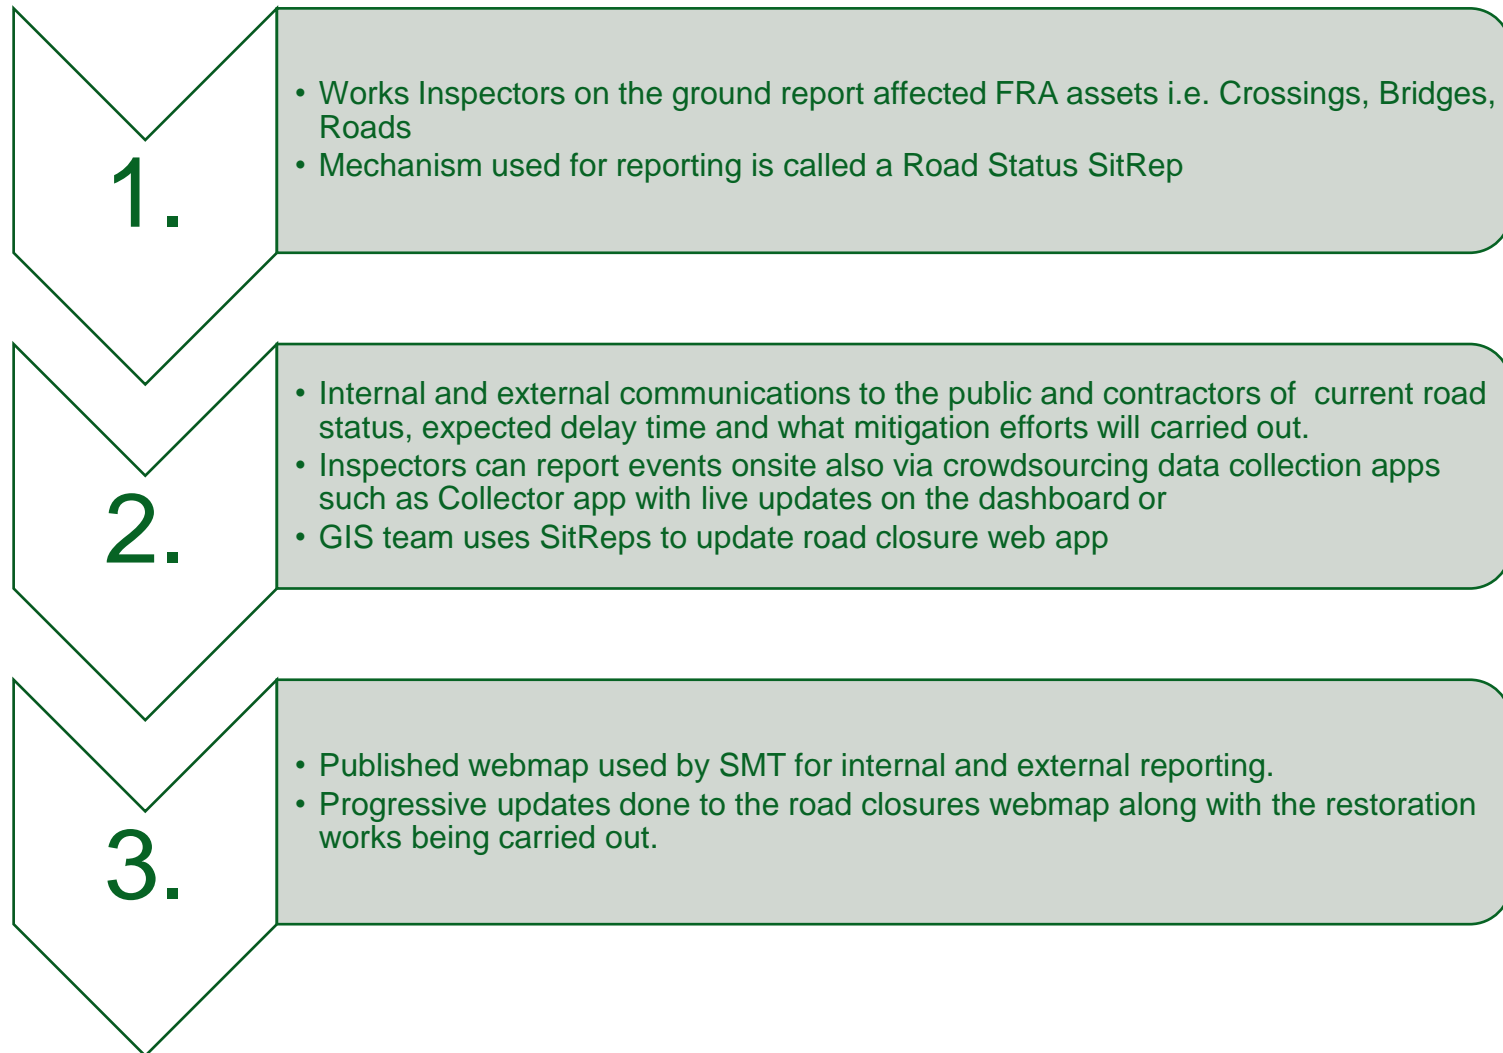 1.
• Works Inspectors on the ground report affected FRA assets i.e. Crossings, Bridges,
Roads
• Mechanism used for reporting is called a Road Status SitRep
2.
• Internal and external communications to the public and contractors of  current road
status, expected delay time and what mitigation efforts will carried out.
• Inspectors can report events onsite also via crowdsourcing data collection apps
such as Collector app with live updates on the dashboard or
• GIS team uses SitReps to update road closure web app
3.
• Published webmap used by SMT for internal and external reporting.
• Progressive updates done to the road closures webmap along with the restoration
works being carried out.